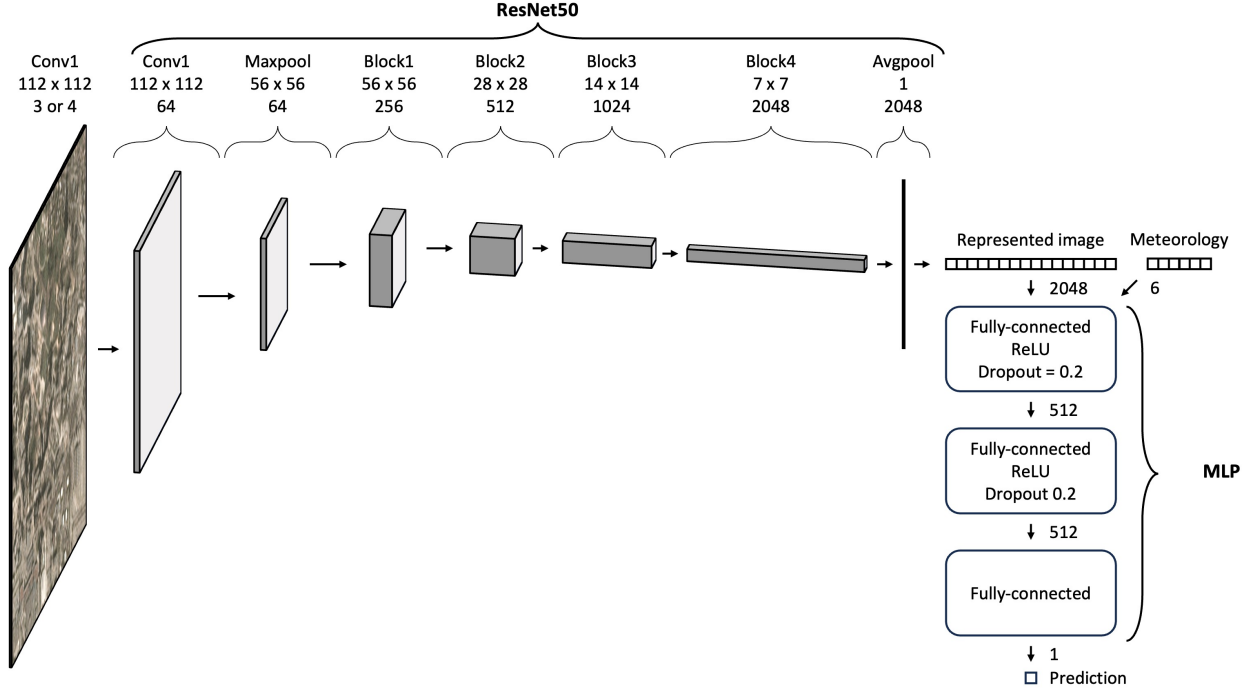 ResNet50
Conv1
112 x 112
3 or 4
Conv1
112 x 112
64
Maxpool
56 x 56
64
Block1
56 x 56
256
Block2
28 x 28
512
Block3
14 x 14
1024
Block4
7 x 7
2048
Avgpool
1
2048
Represented image
Meteorology
2048
6
Fully-connected
ReLU
Dropout = 0.2
512
Fully-connected
ReLU
Dropout 0.2
MLP
512
Fully-connected
1
Prediction